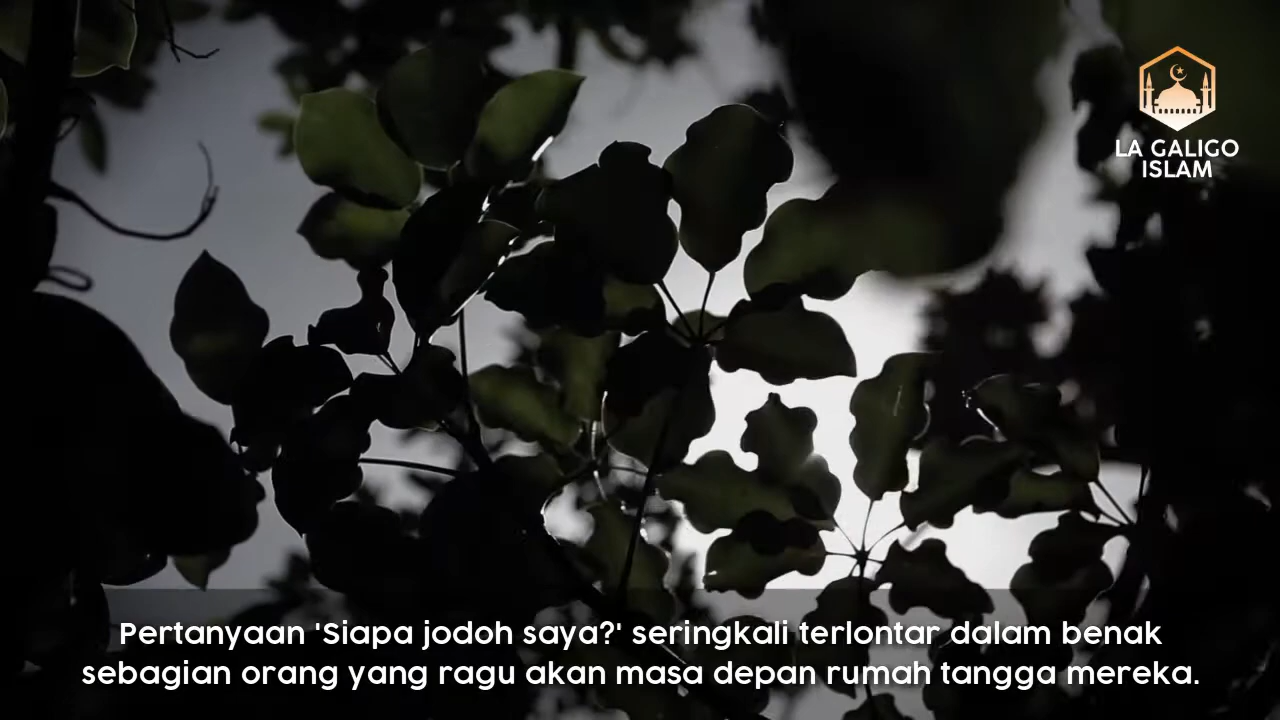 LA GALIGO
ISLAM
Pertanyaan 'Siapa jodoh saya?' seringkali terlontar dalam benak
sebagian orang yang ragu akan masa depan rumah tangga mereka.